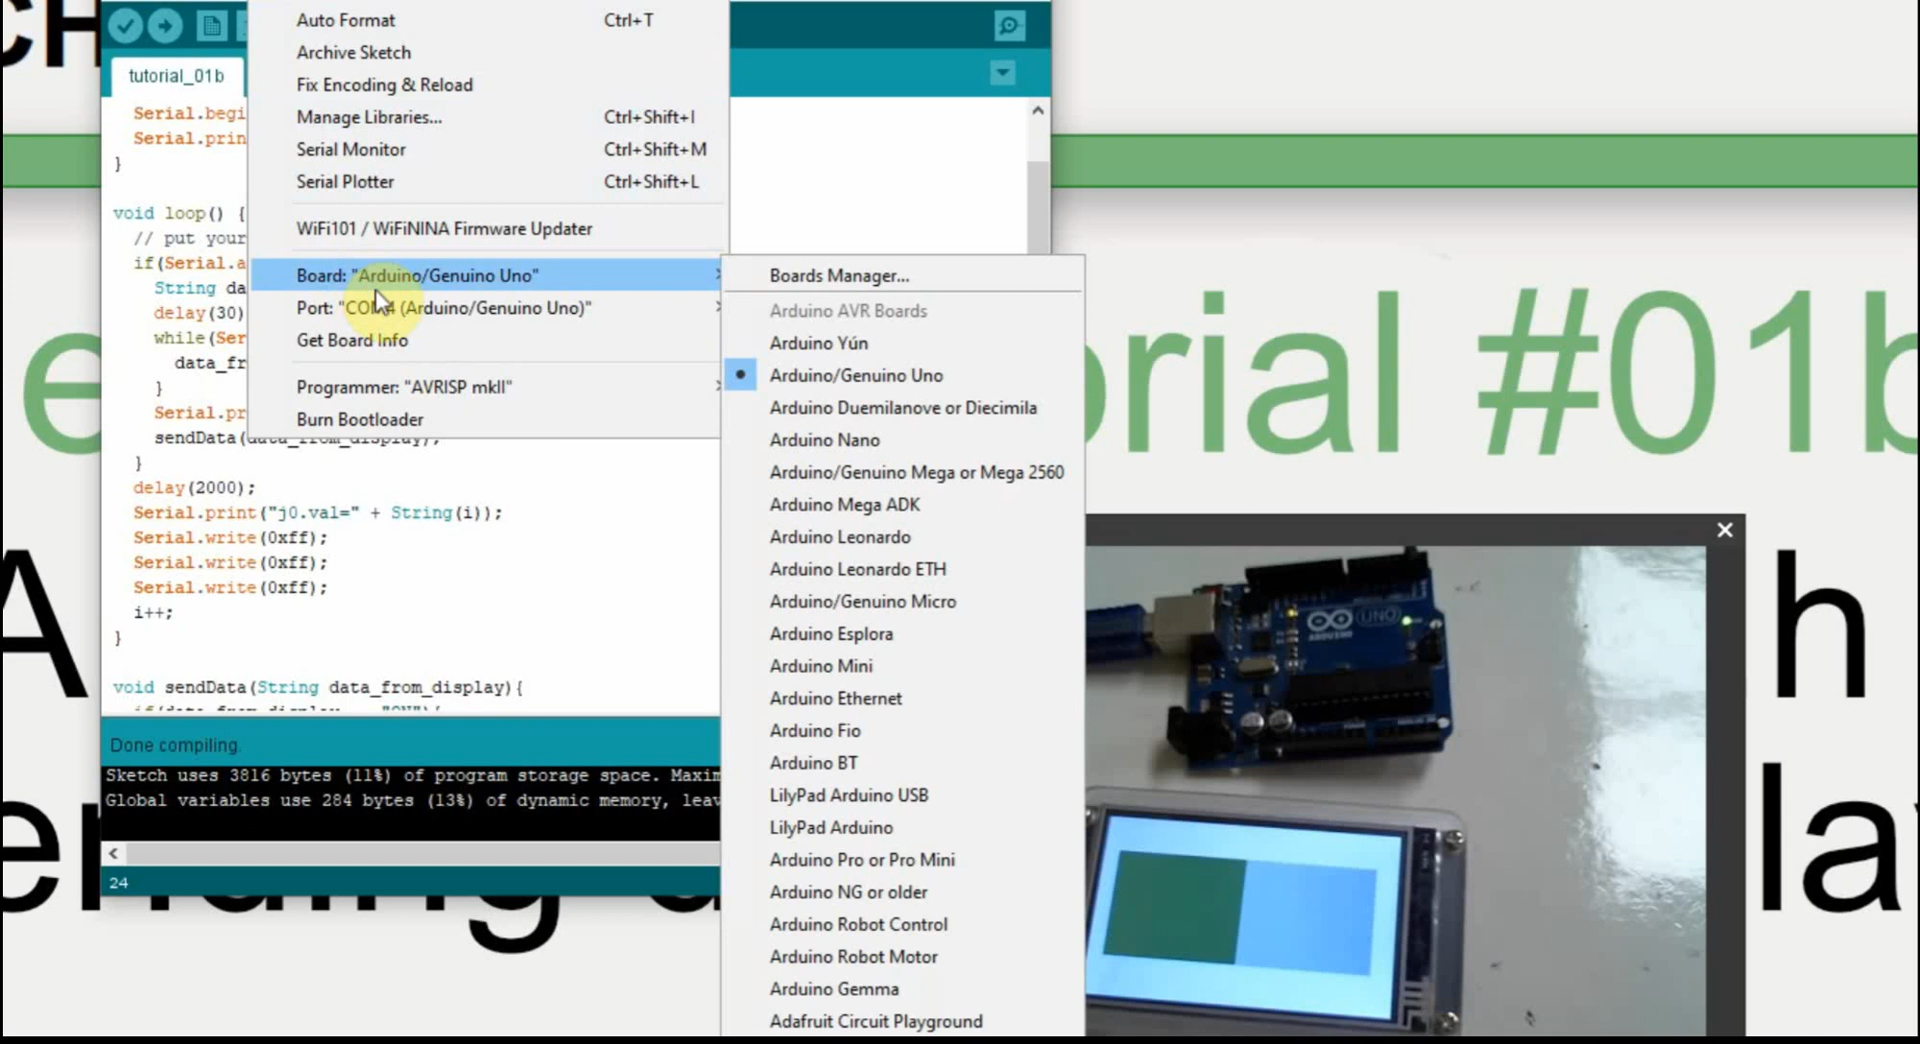 CH
Auto Format Ctrl+T
Archive Sketch
Fix Encoding & Reload
Manage Libraries... Ctrl+Shift+I
Serial Monitor Ctrl+Shift+M
Serial Plotter Ctrl+Shift+L
WiFi101 / WiFiNINA Firmware Updater
Board: "Arduino/Genuino Uno"
Port: "COM4 (Arduino/Genuino Uno)"
Get Board Info
Programmer: "AVRISP mkII"
Burn Bootloader
Boards Manager...
Arduino AVR Boards
Arduino Yún
Arduino/Genuino Uno
Arduino Duemilanove or Diecimila
Arduino Nano
Arduino/Genuino Mega or Mega 2560
Arduino Mega ADK
Arduino Leonardo
Arduino Leonardo ETH
Arduino/Genuino Micro
Arduino Esplora
Arduino Mini
Arduino Ethernet
Arduino Fio
Arduino BT
LilyPad Arduino USB
LilyPad Arduino
Arduino Pro or Pro Mini
Arduino NG or older
Arduino Robot Control
Arduino Robot Motor
Arduino Gemma
Adafruit Circuit Playground
tutorial_01b
Serial.begi
Serial.prin
}
void loop() {
// put your
if(Serial.a
String da
delay(30)
while(Ser
data_fr
}
Serial.pr
sendData(data_from_display);
}
delay(2000);
Serial.print("j0.val=" + String(i));
Serial.write(0xff);
Serial.write(0xff);
Serial.write(0xff);
i++;
}
void sendData(String data_from_display){
Done compiling.
Sketch uses 3816 bytes (11%) of program storage space. Maxim
Global variables use 284 bytes (13%) of dynamic memory, leav
24
e orial #01b
A h
ending d lay
ARDUINO UNO